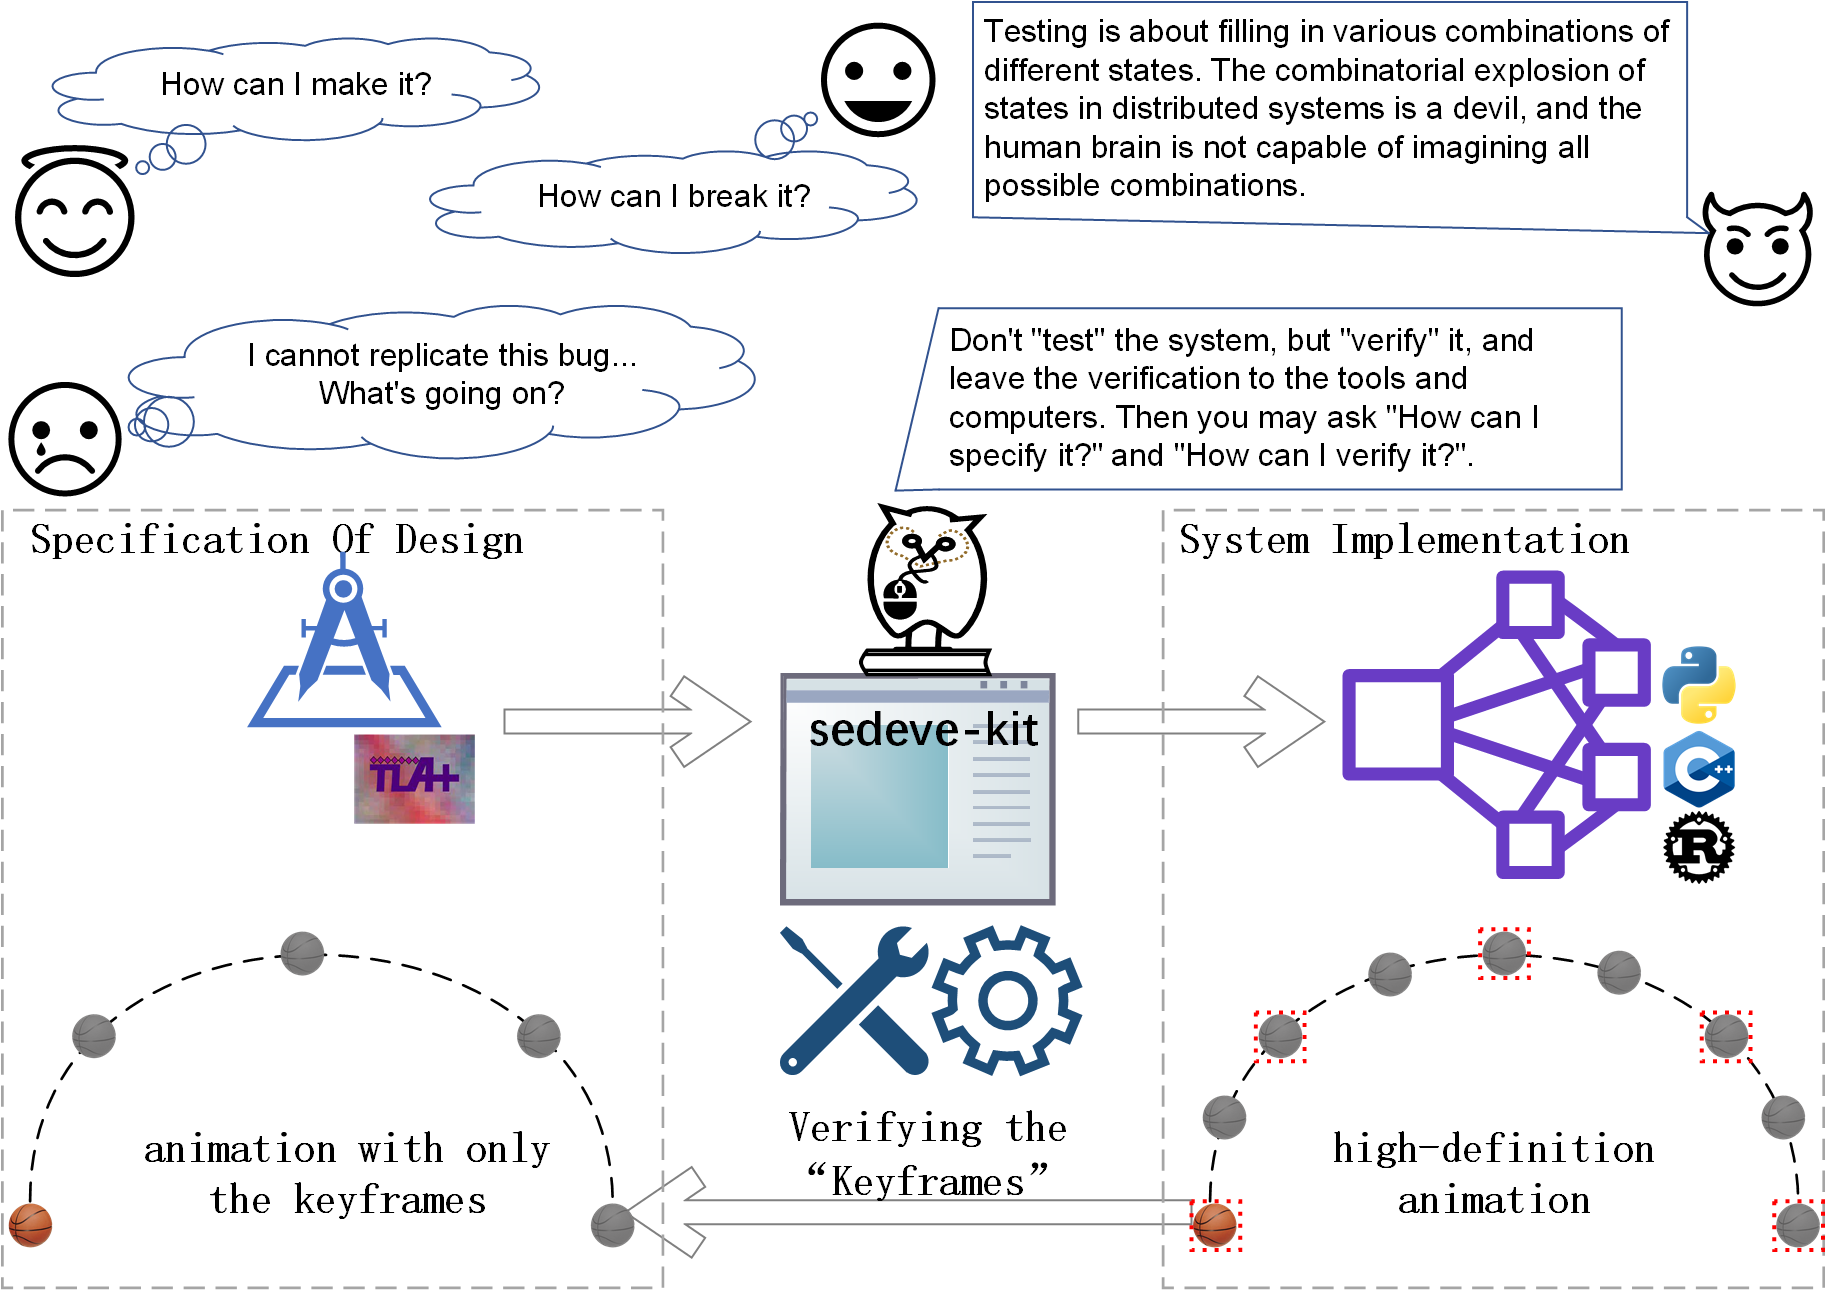 How can I make it?
How can I break it?
Testing is about filling in various combinations of
different states. The combinatorial explosion of
states in distributed systems is a devil, and the
human brain is not capable of imagining all
possible combinations.
I cannot replicate this bug...
What's going on?
Don't "test" the system, but "verify" it, and
leave the verification to the tools and
computers. Then you may ask "How can I
specify it?" and "How can I verify it?".
Specification Of Design
TLA+
sedeve-kit
System Implementation
C++
R
animation with only
the keyframes
Verifying the
“Keyframes”
high-definition
animation